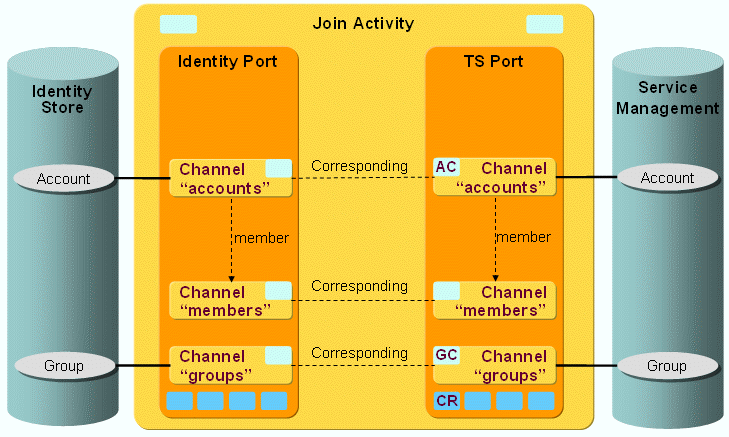 Join Activity
Identity
Store
Identity Port
TS Port
Service
Management
Account
Channel
“accounts”
Corresponding
AC
Channel
“accounts”
Account
member
member
Channel
“members”
Corresponding
Channel
“members”
Group
Channel
“groups”
Corresponding
GC
Channel
“groups”
Group
CR